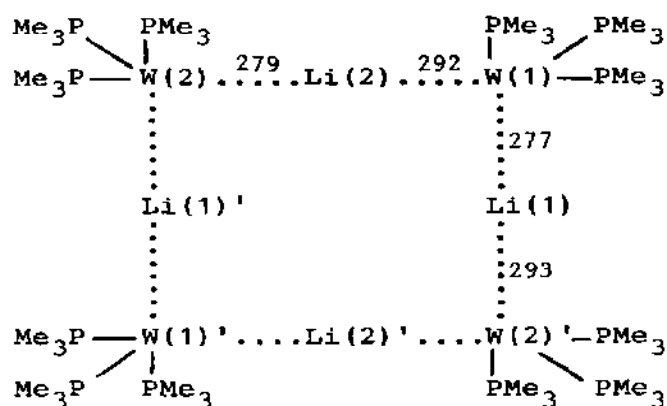 Me3P PMe3 PMe3 PMe3
Me3P W(2) 279 Li(2) 292 W(1) PMe3
277
Li(1)' Li(1)
293
Me3P W(1)' Li(2)' W(2)' PMe3
Me3P PMe3 PMe3 PMe3